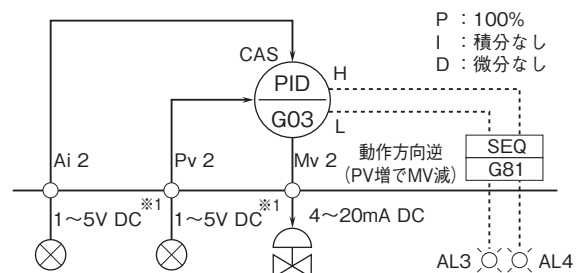 P : 100%
I : 積分なし
D : 微分なし
CAS
PID
G03
H
L
Ai 2
Pv 2
Mv 2
動作方向逆
(PV増でMV減)
SEQ
G81
1～5V DC※1
1～5V DC※1
4～20mA DC
AL3
AL4